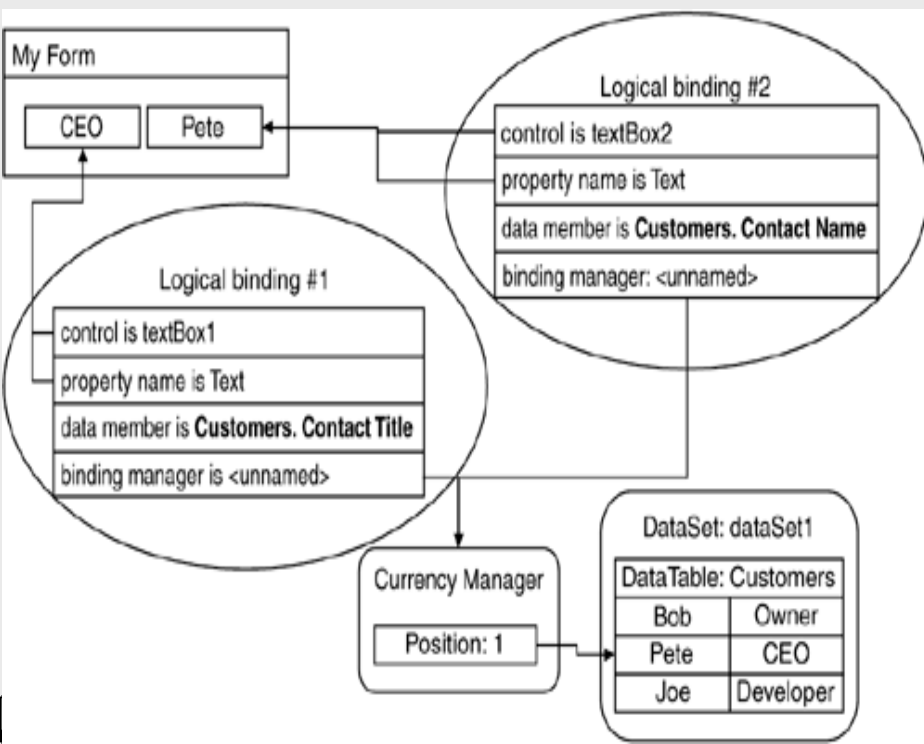 My Form
CEO
Pete
Logical binding #2
control is textBox2
property name is Text
data member is Customers. Contact Name
binding manager: <unnamed>
Logical binding #1
control is textBox1
property name is Text
data member is Customers. Contact Title
binding manager is <unnamed>
Currency Manager
Position: 1
DataSet: dataSet1
DataTable: Customers
Bob Owner
Pete CEO
Joe Developer